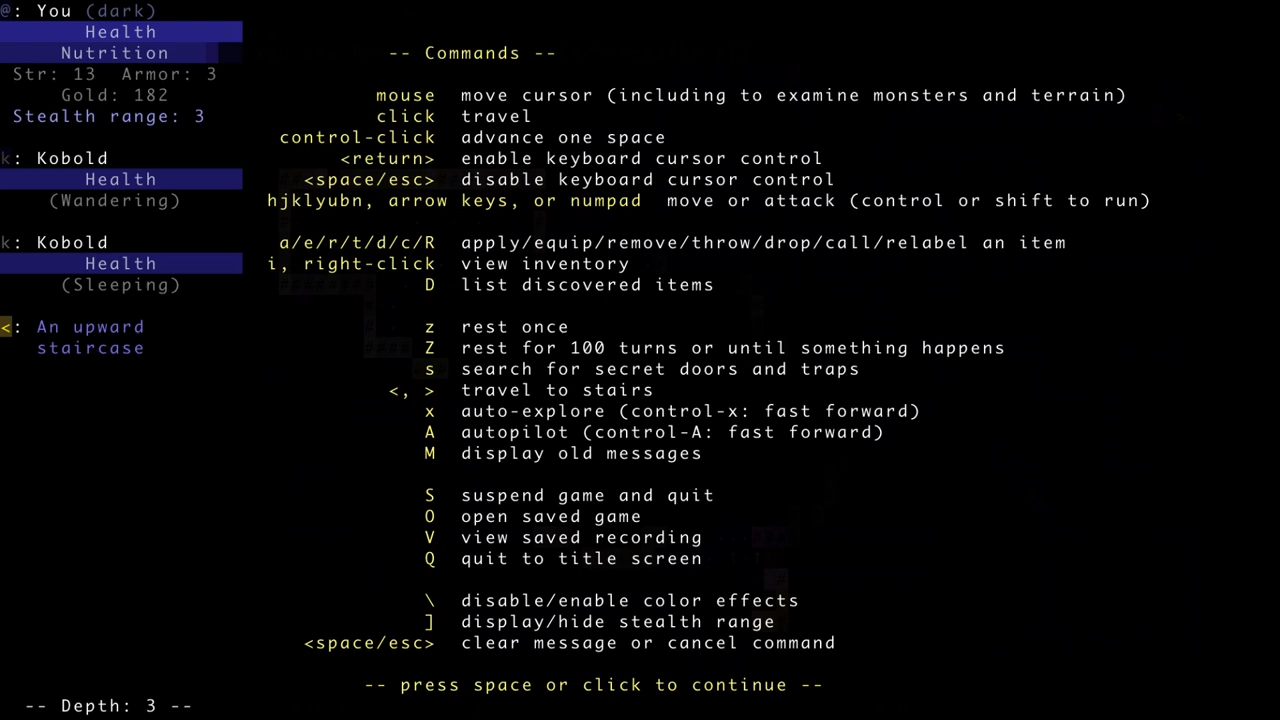 @: You (dark)
Health
Nutrition
Str: 13  Armor: 3
Gold: 182
Stealth range: 3
k: Kobold
Health
(Wandering)
k: Kobold
Health
(Sleeping)
<: An upward
staircase
-- Depth: 3 --
-- Commands --
mouse  move cursor (including to examine monsters and terrain)
click  travel
control-click  advance one space
<return>  enable keyboard cursor control
<space/esc>  disable keyboard cursor control
hjklyubn, arrow keys, or numpad  move or attack (control or shift to run)
a/e/r/t/d/c/R  apply/equip/remove/throw/drop/call/relabel an item
i, right-click  view inventory
D  list discovered items
z  rest once
Z  rest for 100 turns or until something happens
s  search for secret doors and traps
<, >  travel to stairs
x  auto-explore (control-x: fast forward)
A  autopilot (control-A: fast forward)
M  display old messages
S  suspend game and quit
O  open saved game
V  view saved recording
Q  quit to title screen
\  disable/enable color effects
]  display/hide stealth range
<space/esc>  clear message or cancel command
-- press space or click to continue --